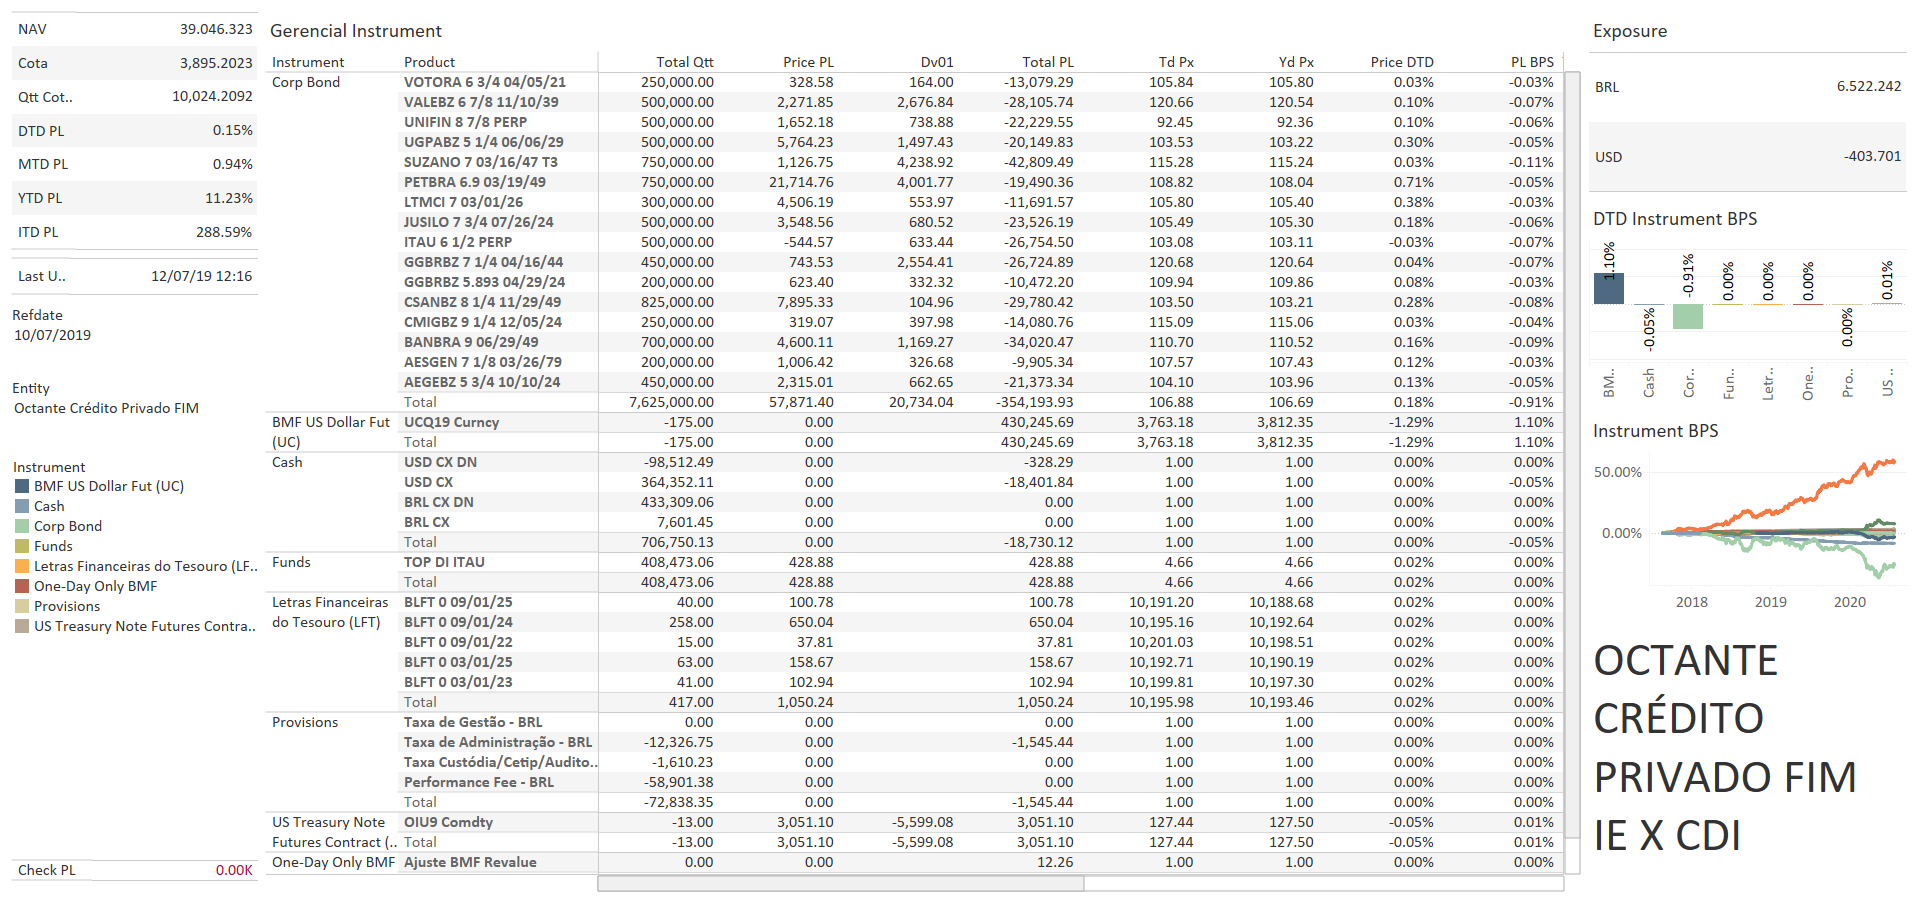 NAV 39.046.323
Cota 3,895.2023
Qtt Cot.. 10,024.2092
DTD PL 0.15%
MTD PL 0.94%
YTD PL 11.23%
ITD PL 288.59%
Last U.. 12/07/19 12:16
Refdate
10/07/2019
Entity
Octante Crédito Privado FIM
Instrument
BMF US Dollar Fut (UC)
Cash
Corp Bond
Funds
Letras Financeiras do Tesouro (LF..
One-Day Only BMF
Provisions
US Treasury Note Futures Contra..
Check PL 0.00K
Gerencial Instrument
Instrument Product Total Qtt Price PL Dv01 Total PL Td Px Yd Px Price DTD PL BPS
Corp Bond VOTORA 6 3/4 04/05/21 250,000.00 328.58 164.00 -13,079.29 105.84 105.80 0.03% -0.03%
VALEBZ 6 7/8 11/10/39 500,000.00 2,271.85 2,676.84 -28,105.74 120.66 120.54 0.10% -0.07%
UNIFIN 8 7/8 PERP 500,000.00 1,652.18 738.88 -22,229.55 92.45 92.36 0.10% -0.06%
UGPABZ 5 1/4 06/06/29 500,000.00 5,764.23 1,497.43 -20,149.83 103.53 103.22 0.30% -0.05%
SUZANO 7 03/16/47 T3 750,000.00 1,126.75 4,238.92 -42,809.49 115.28 115.24 0.03% -0.11%
PETBRA 6.9 03/19/49 750,000.00 21,714.76 4,001.77 -19,490.36 108.82 108.04 0.71% -0.05%
LTMCI 7 03/01/26 300,000.00 4,506.19 553.97 -11,691.57 105.80 105.40 0.38% -0.03%
JUSILO 7 3/4 07/26/24 500,000.00 3,548.56 680.52 -23,526.19 105.49 105.30 0.18% -0.06%
ITAU 6 1/2 PERP 500,000.00 -544.57 633.44 -26,754.50 103.08 103.11 -0.03% -0.07%
GGBRBZ 7 1/4 04/16/44 450,000.00 743.53 2,554.41 -26,724.89 120.68 120.64 0.04% -0.07%
GGBRBZ 5.893 04/29/24 200,000.00 623.40 332.32 -10,472.20 109.94 109.86 0.08% -0.03%
CSANBZ 8 1/4 11/29/49 825,000.00 7,895.33 104.96 -29,780.42 103.50 103.21 0.28% -0.08%
CMIGBZ 9 1/4 12/05/24 250,000.00 319.07 397.98 -14,080.76 115.09 115.06 0.03% -0.04%
BANBRA 9 06/29/49 700,000.00 4,600.11 1,169.27 -34,020.47 110.70 110.52 0.16% -0.09%
AESGEN 7 1/8 03/26/79 200,000.00 1,006.42 326.68 -9,905.34 107.57 107.43 0.12% -0.03%
AEGEBZ 5 3/4 10/10/24 450,000.00 2,315.01 662.65 -21,373.34 104.10 103.96 0.13% -0.05%
Total 7,625,000.00 57,871.40 20,734.04 -354,193.93 106.88 106.69 0.18% -0.91%
BMF US Dollar Fut UCQ19 Curncy -175.00 0.00 430,245.69 3,763.18 3,812.35 -1.29% 1.10%
(UC) Total -175.00 0.00 430,245.69 3,763.18 3,812.35 -1.29% 1.10%
Cash USD CX DN -98,512.49 0.00 -328.29 1.00 1.00 0.00% 0.00%
USD CX 364,352.11 0.00 -18,401.84 1.00 1.00 0.00% -0.05%
BRL CX DN 433,309.06 0.00 0.00 1.00 1.00 0.00% 0.00%
BRL CX 7,601.45 0.00 0.00 1.00 1.00 0.00% 0.00%
Total 706,750.13 0.00 -18,730.12 1.00 1.00 0.00% -0.05%
Funds TOP DI ITAU 408,473.06 428.88 428.88 4.66 4.66 0.02% 0.00%
Total 408,473.06 428.88 428.88 4.66 4.66 0.02% 0.00%
Letras Financeiras BLFT 0 09/01/25 40.00 100.78 100.78 10,191.20 10,188.68 0.02% 0.00%
do Tesouro (LFT) BLFT 0 09/01/24 258.00 650.04 650.04 10,195.16 10,192.64 0.02% 0.00%
BLFT 0 09/01/22 15.00 37.81 37.81 10,201.03 10,198.51 0.02% 0.00%
BLFT 0 03/01/25 63.00 158.67 158.67 10,192.71 10,190.19 0.02% 0.00%
BLFT 0 03/01/23 41.00 102.94 102.94 10,199.81 10,197.30 0.02% 0.00%
Total 417.00 1,050.24 1,050.24 10,195.98 10,193.46 0.02% 0.00%
Provisions Taxa de Gestão - BRL 0.00 0.00 0.00 1.00 1.00 0.00% 0.00%
Taxa de Administração - BRL -12,326.75 0.00 -1,545.44 1.00 1.00 0.00% 0.00%
Taxa Custódia/Cetip/Audito.. -1,610.23 0.00 0.00 1.00 1.00 0.00% 0.00%
Performance Fee - BRL -58,901.38 0.00 0.00 1.00 1.00 0.00% 0.00%
Total -72,838.35 0.00 -1,545.44 1.00 1.00 0.00% 0.00%
US Treasury Note OIU9 Comdty -13.00 3,051.10 -5,599.08 3,051.10 127.44 127.50 -0.05% 0.01%
Futures Contract (.. Total -13.00 3,051.10 -5,599.08 3,051.10 127.44 127.50 -0.05% 0.01%
One-Day Only BMF Ajuste BMF Revalue 0.00 0.00 12.26 1.00 1.00 0.00% 0.00%
Exposure
BRL 6.522.242
USD -403.701
DTD Instrument BPS
1.10% -0.05% -0.91% 0.00% 0.00% 0.00% 0.00% 0.01%
BM.. Cash Cor.. Fun.. Letr.. One.. Pro.. US ..
Instrument BPS
50.00%
0.00%
2018 2019 2020
OCTANTE
CRÉDITO
PRIVADO FIM
IE X CDI